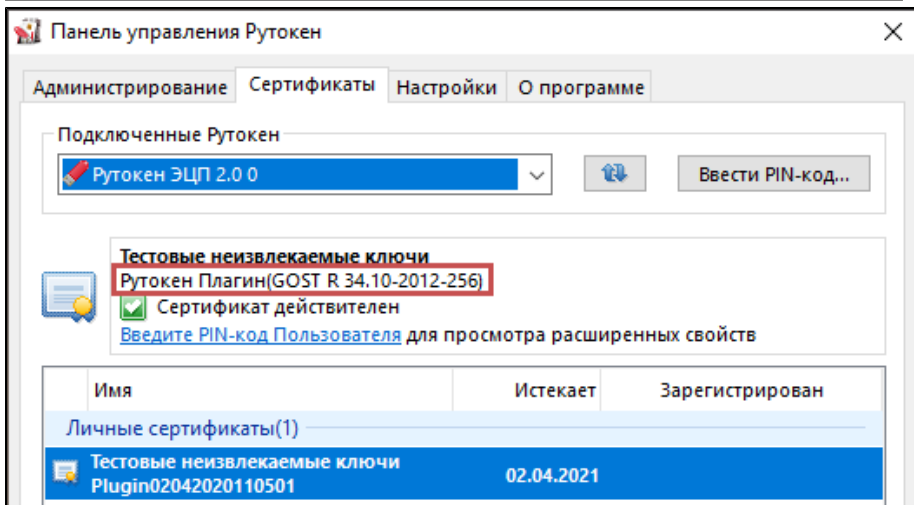 Панель управления Рутокен
Администрирование Сертификаты Настройки О программе
Подключенные Рутокен
Рутокен ЭЦП 2.0 0 Ввести PIN-код...
Тестовые неизвлекаемые ключи
Рутокен Плагин(GOST R 34.10-2012-256)
Сертификат действителен
Введите PIN-код Пользователя для просмотра расширенных свойств
Имя Истекает Зарегистрирован
Личные сертификаты(1)
Тестовые неизвлекаемые ключи
Plugin02042020110501 02.04.2021